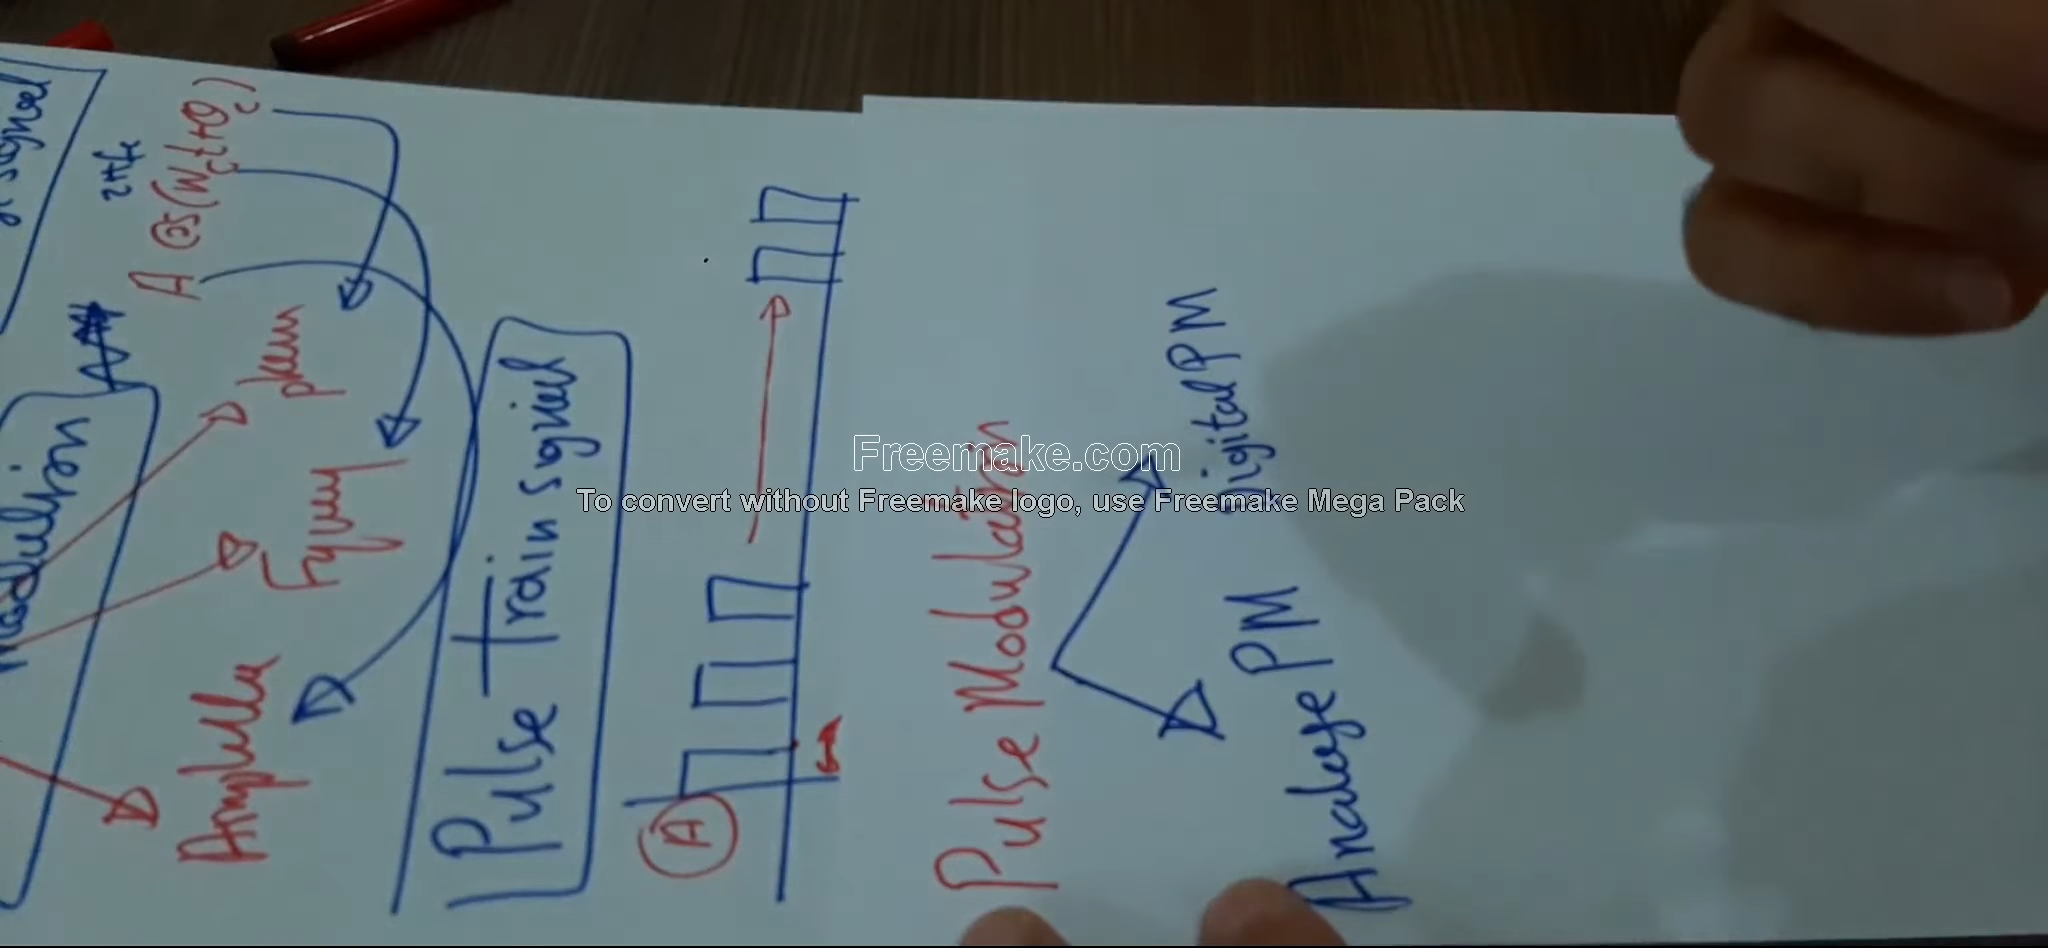 signal
2πfc
A cos(Wct+θc)
Modulation
Amplitude
Frequency
phase
Pulse train signal
A
Pulse Modulation
Analoge PM
Digital PM
Freemake.com
To convert without Freemake logo, use Freemake Mega Pack